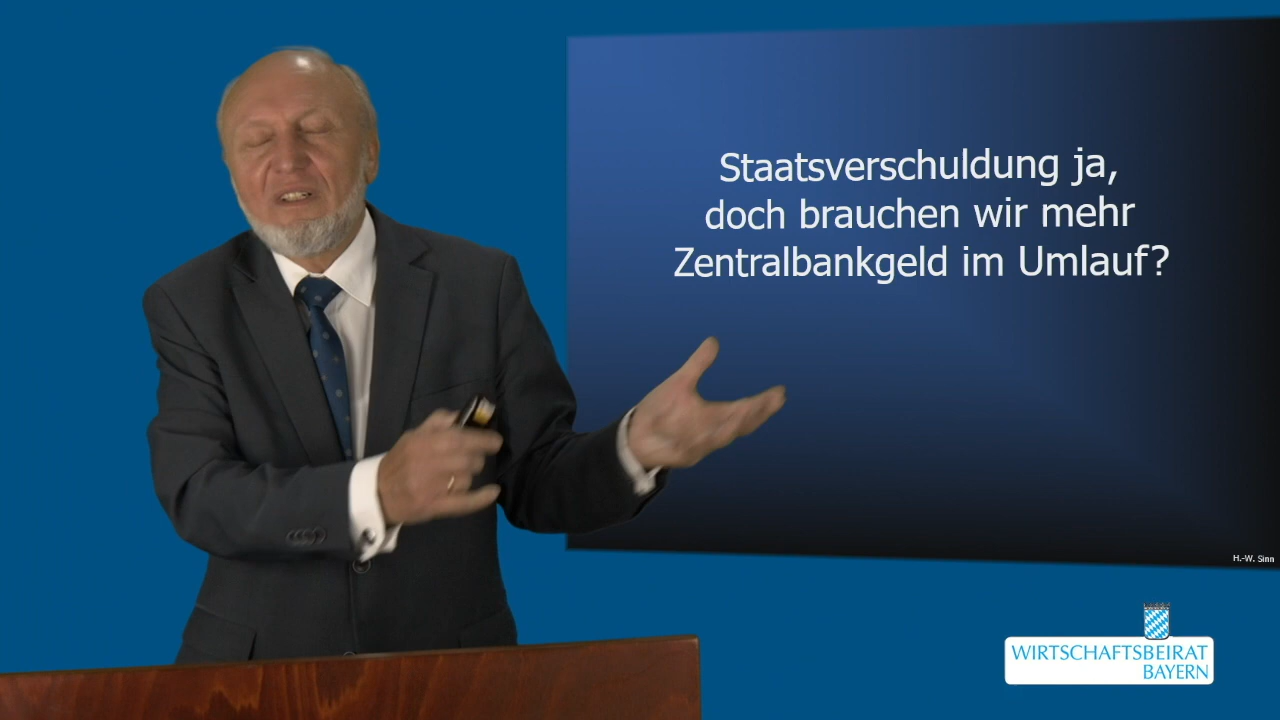 Staatsverschuldung ja,
doch brauchen wir mehr
Zentralbankgeld im Umlauf?
H.-W. Sinn
WIRTSCHAFTSBEIRAT
BAYERN